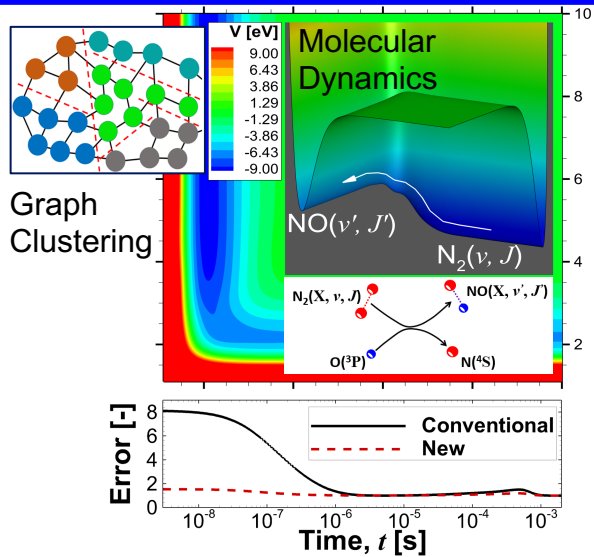 V [eV]
9.00
6.43
3.86
1.29
-1.29
-3.86
-6.43
-9.00
Molecular
Dynamics
10
8
6
4
2
Graph
Clustering
NO(v′, J′)
N₂(v, J)
N₂(X, v, J)
NO(X, v′, J′)
O(³P)
N(⁴S)
Error [-]
8
6
4
2
0
Conventional
New
10⁻⁸
10⁻⁷
10⁻⁶
10⁻⁵
10⁻⁴
10⁻³
Time, t [s]